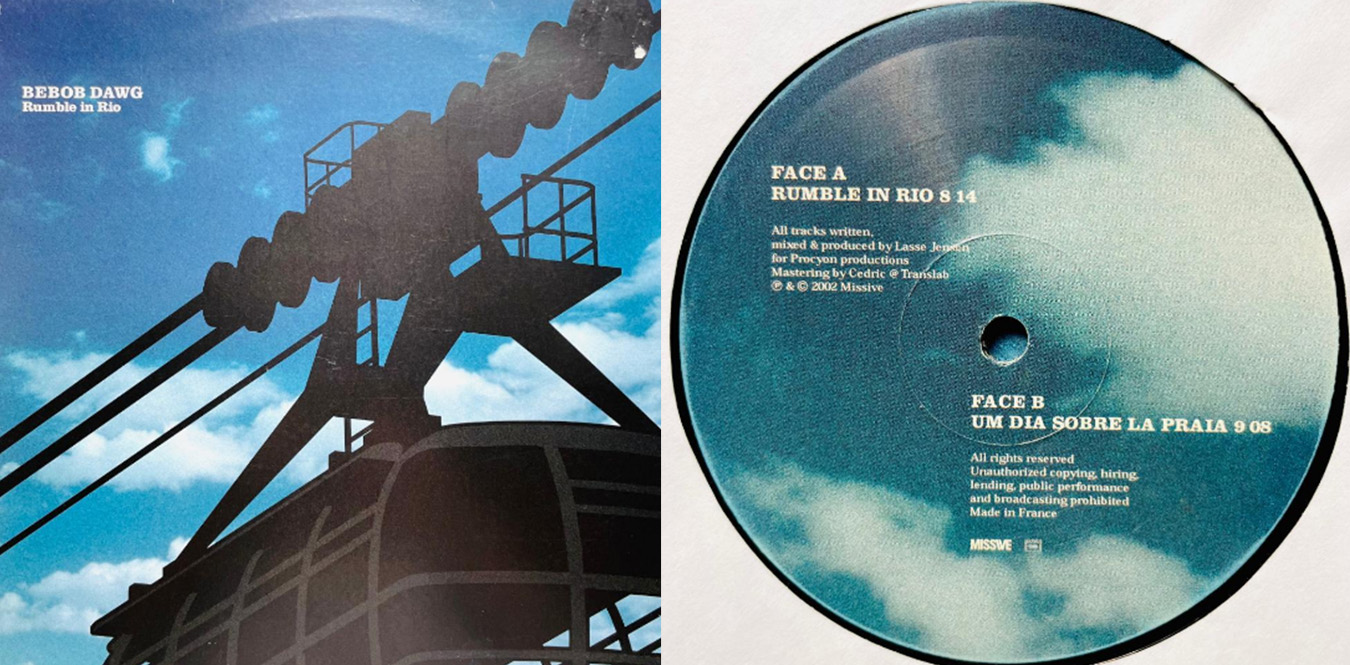 BEBOB DAWG
Rumble in Rio
FACE A
RUMBLE IN RIO 8 14
All tracks written,
mixed & produced by Lasse Jensen
for Procyon productions
Mastering by Cedric @ Translab
℗ & © 2002 Missive
FACE B
UM DIA SOBRE LA PRAIA 9 08
All rights reserved
Unauthorized copying, hiring,
lending, public performance
and broadcasting prohibited
Made in France
MISSIVE